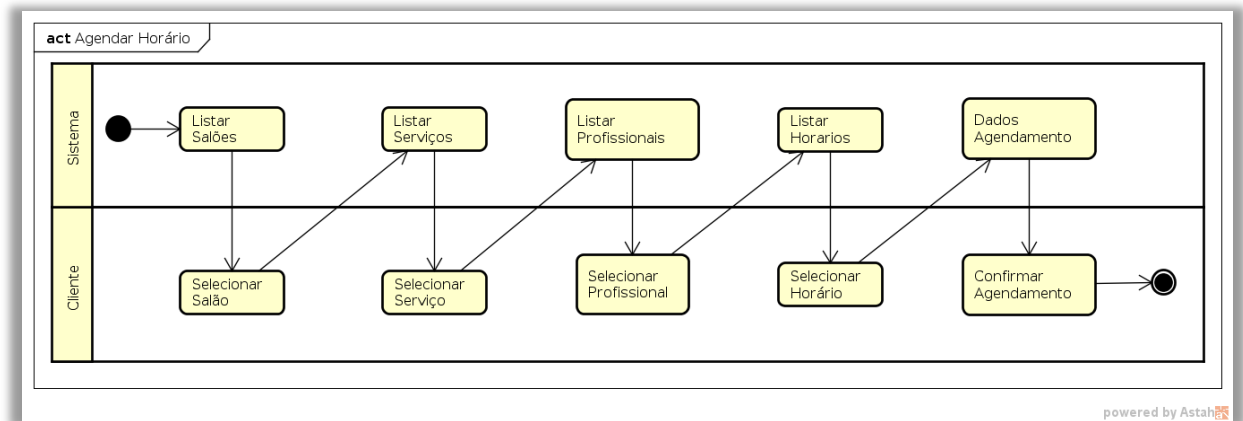 act Agendar Horário
Sistema
Listar
Salões
Listar
Serviços
Listar
Profissionais
Listar
Horarios
Dados
Agendamento
Cliente
Selecionar
Salão
Selecionar
Serviço
Selecionar
Profissional
Selecionar
Horário
Confirmar
Agendamento
powered by Astah